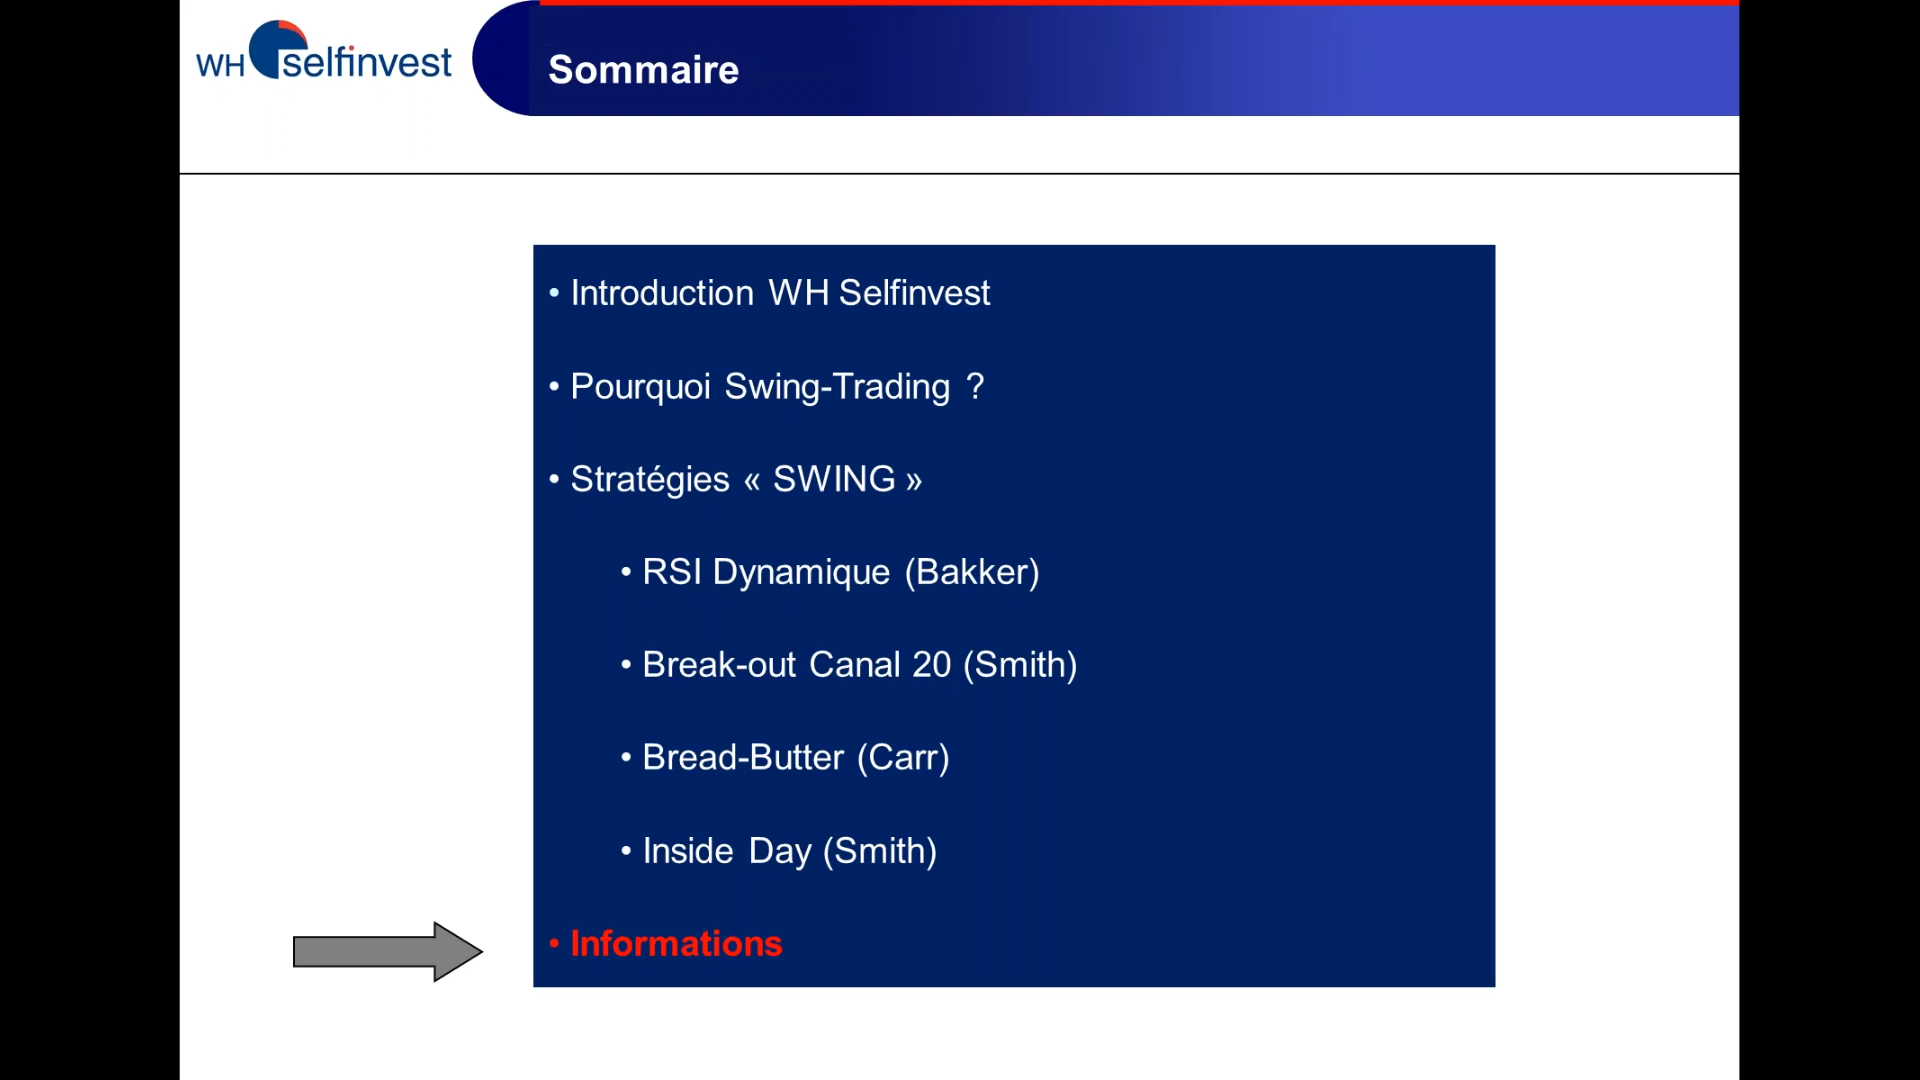 WH selfinvest
Sommaire
• Introduction WH Selfinvest
• Pourquoi Swing-Trading ?
• Stratégies « SWING »
• RSI Dynamique (Bakker)
• Break-out Canal 20 (Smith)
• Bread-Butter (Carr)
• Inside Day (Smith)
• Informations